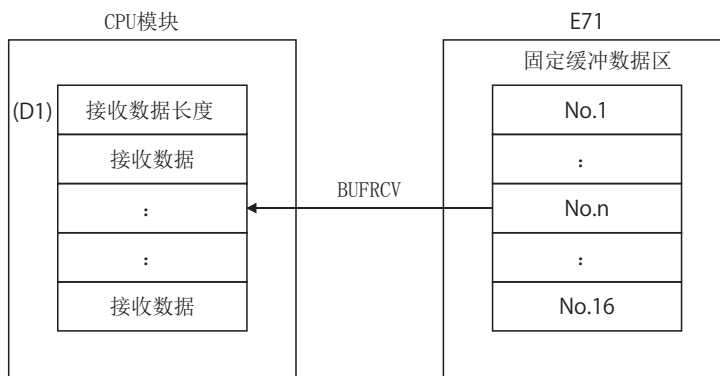 CPU模块
E71
固定缓冲数据区
(D1)
接收数据长度
接收数据
:
:
接收数据
BUFRCV
No.1
:
No.n
:
No.16